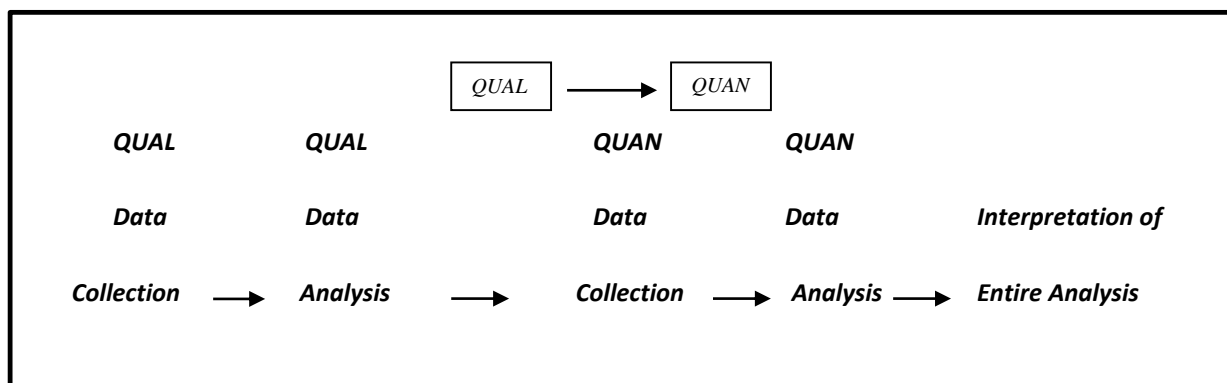 QUAL QUAN
QUAL QUAL QUAN QUAN
Data Data Data Data Interpretation of
Collection Analysis Collection Analysis Entire Analysis